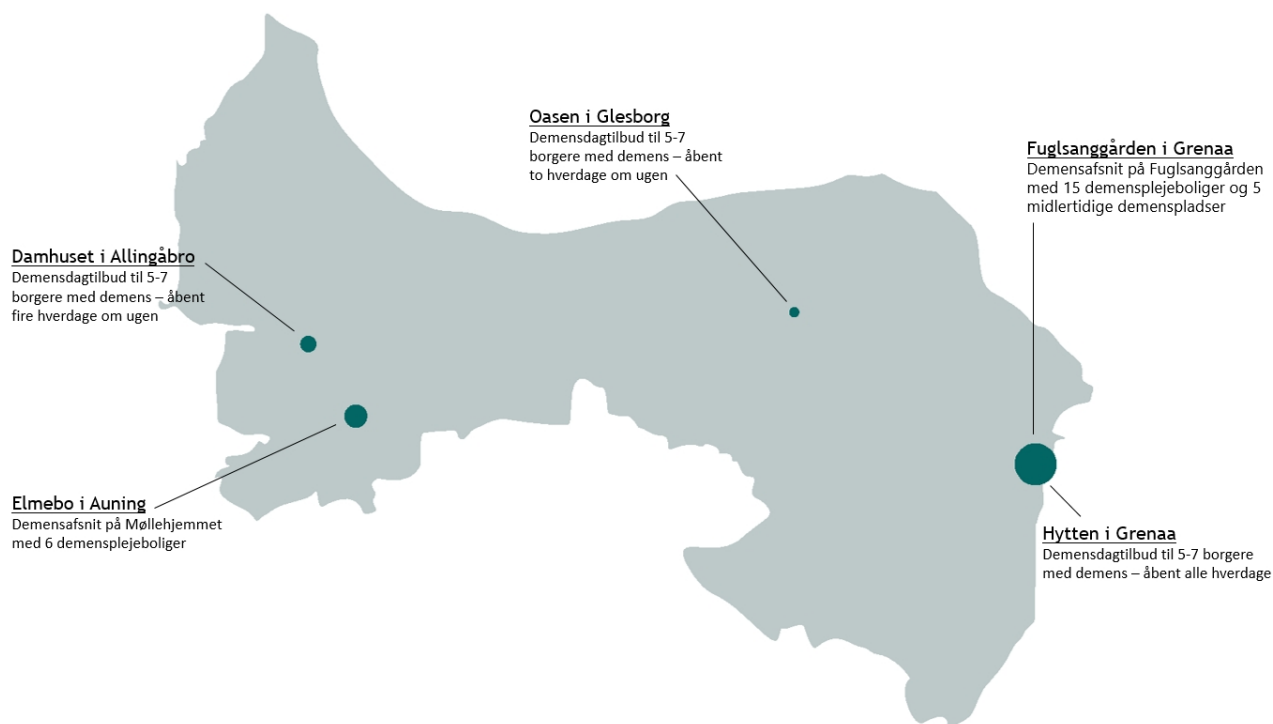 Oasen i Glesborg
Demensdagtilbud til 5-7
borgere med demens – åbent
to hverdage om ugen
Fuglsanggården i Grenaa
Demensafsnit på Fuglsanggården
med 15 demensplejeboliger og 5
midlertidige demenspladser
Damhuset i Allingåbro
Demensdagtilbud til 5-7
borgere med demens – åbent
fire hverdage om ugen
Elmebo i Auning
Demensafsnit på Møllehjemmet
med 6 demensplejeboliger
Hytten i Grenaa
Demensdagtilbud til 5-7 borgere
med demens – åbent alle hverdage